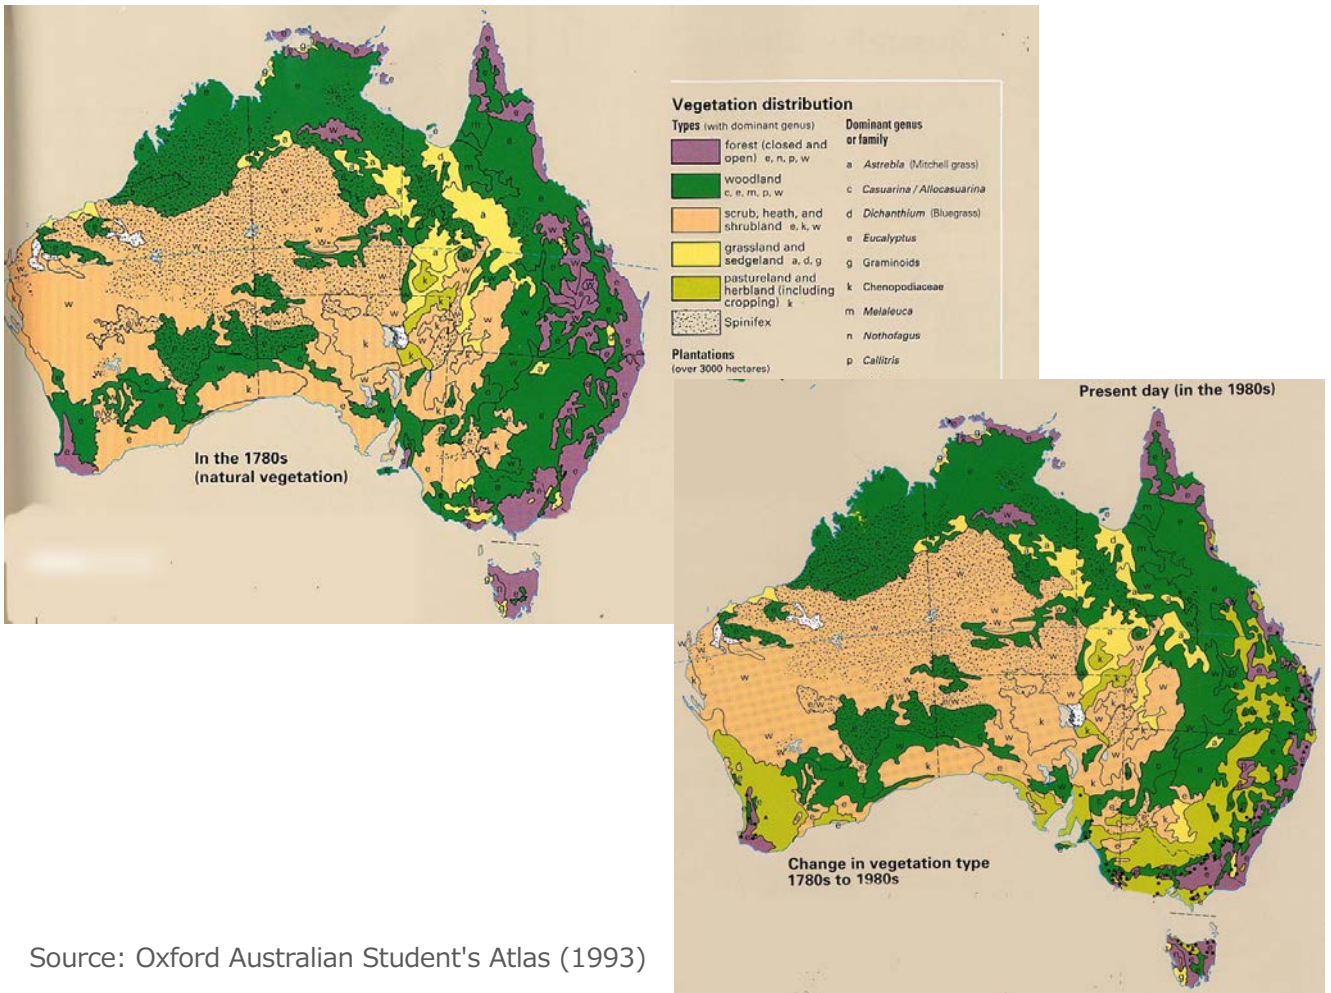 Vegetation distribution
Types (with dominant genus)
forest (closed and
open) e, n, p, w
woodland
c, e, m, p, w
scrub, heath, and
shrubland e, k, w
grassland and
sedgeland a, d, g
pastureland and
herbland (including
cropping) k
Spinifex
Plantations
(over 3000 hectares)
Dominant genus
or family
a Astrebla (Mitchell grass)
c Casuarina / Allocasuarina
d Dichanthium (Bluegrass)
e Eucalyptus
g Graminoids
k Chenopodiaceae
m Melaleuca
n Nothofagus
p Callitris
In the 1780s
(natural vegetation)
Present day (in the 1980s)
Change in vegetation type
1780s to 1980s
Source: Oxford Australian Student's Atlas (1993)